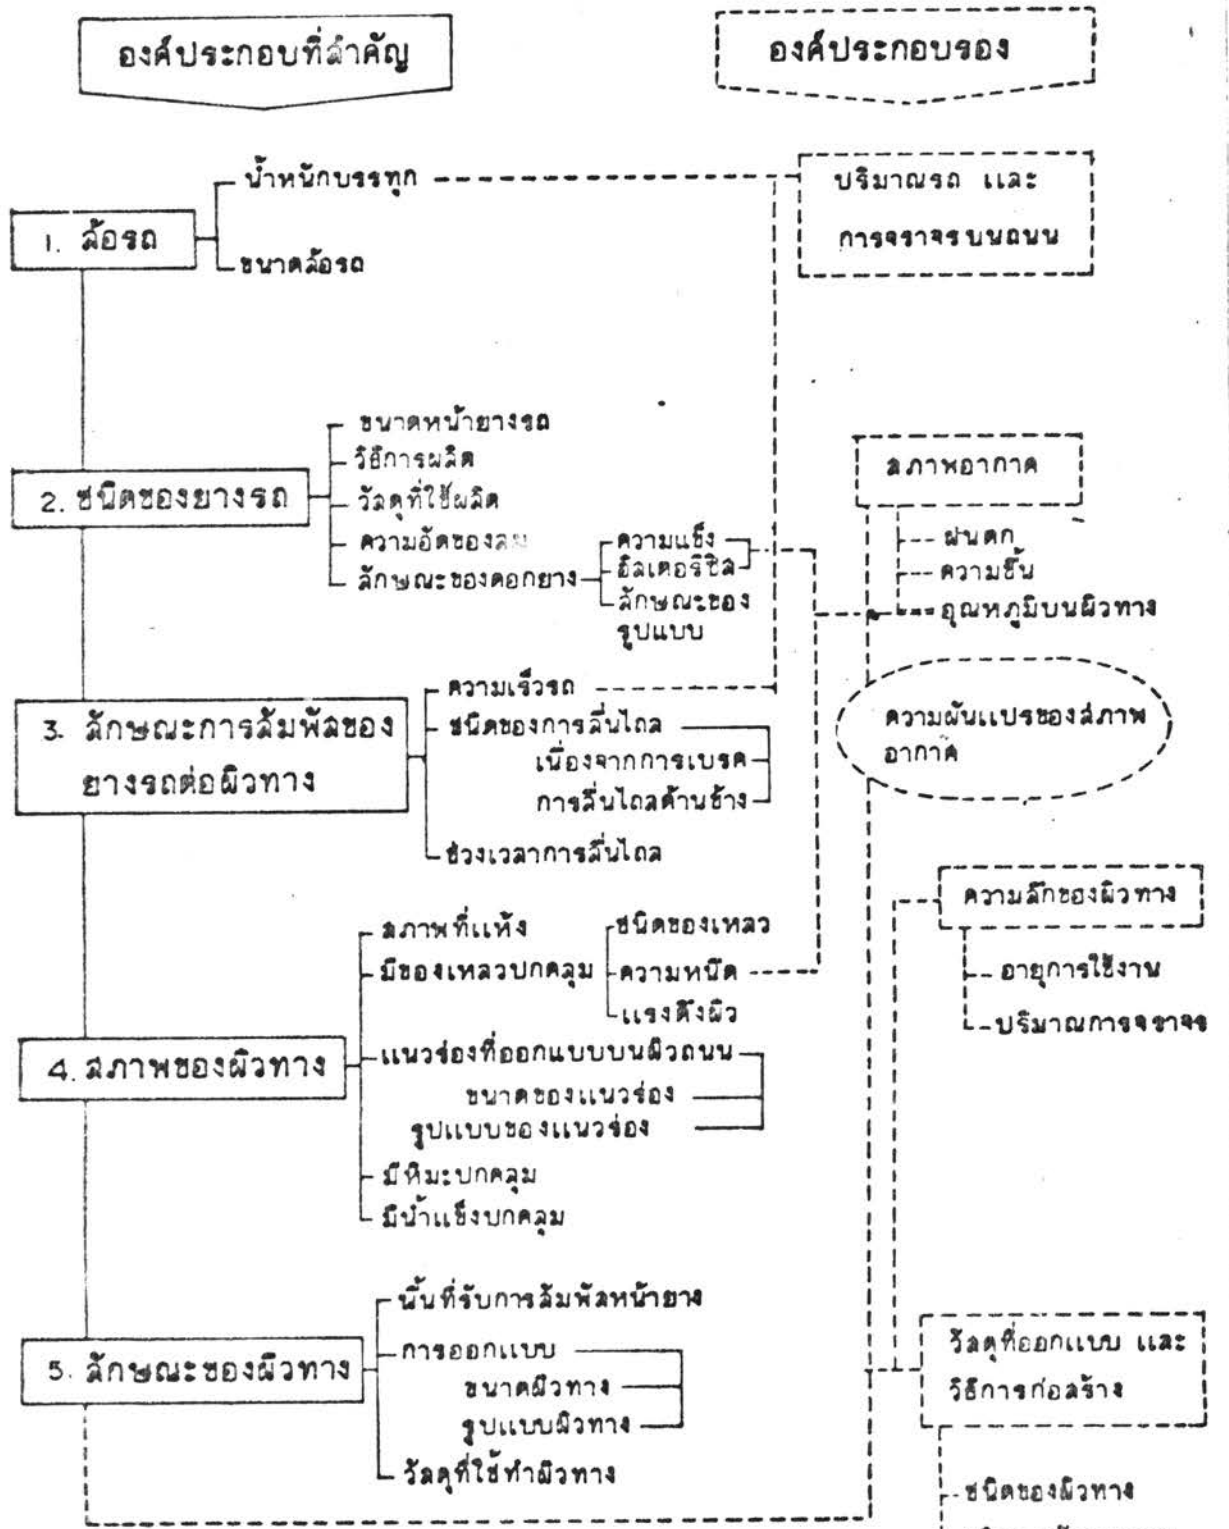 องค์ประกอบที่สำคัญ
องค์ประกอบรอง
น้ำหนักบรรทุก
ปริมาณรถ และ
การจราจรบนถนน
1. ล้อรถ
ขนาดล้อรถ
ขนาดหน้ายางรถ
วิธีการผลิต
2. ชนิดของยางรถ
วัสดุที่ใช้ผลิต
ความอัดของลม
ลักษณะของดอกยาง
ความแข็ง
ฮีสเตอรีซีส
ลักษณะของ
รูปแบบ
สภาพอากาศ
ฝนตก
ความชื้น
อุณหภูมิบนผิวทาง
ความเร็วรถ
3. ลักษณะการสัมพัสของ
ยางรถต่อผิวทาง
ชนิดของการลื่นไถล
เนื่องจากการเบรค
การลื่นไถลด้านข้าง
ช่วงเวลาการลื่นไถล
ความผันแปรของสภาพ
อากาศ
ความลึกของผิวทาง
อายุการใช้งาน
ปริมาณการจราจร
สภาพที่แห้ง
มีของเหลวปกคลุม
ชนิดของเหลว
ความหนืด
แรงตึงผิว
4. สภาพของผิวทาง
แนวร่องที่ออกแบบบนผิวถนน
ขนาดของแนวร่อง
รูปแบบของแนวร่อง
มีหิมะปกคลุม
มีน้ำแข็งปกคลุม
พื้นที่รับการสัมพัสหน้ายาง
5. ลักษณะของผิวทาง
การออกแบบ
ขนาดผิวทาง
รูปแบบผิวทาง
วัสดุที่ใช้ทำผิวทาง
วัสดุที่ออกแบบ และ
วิธีการก่อสร้าง
ชนิดของผิวทาง